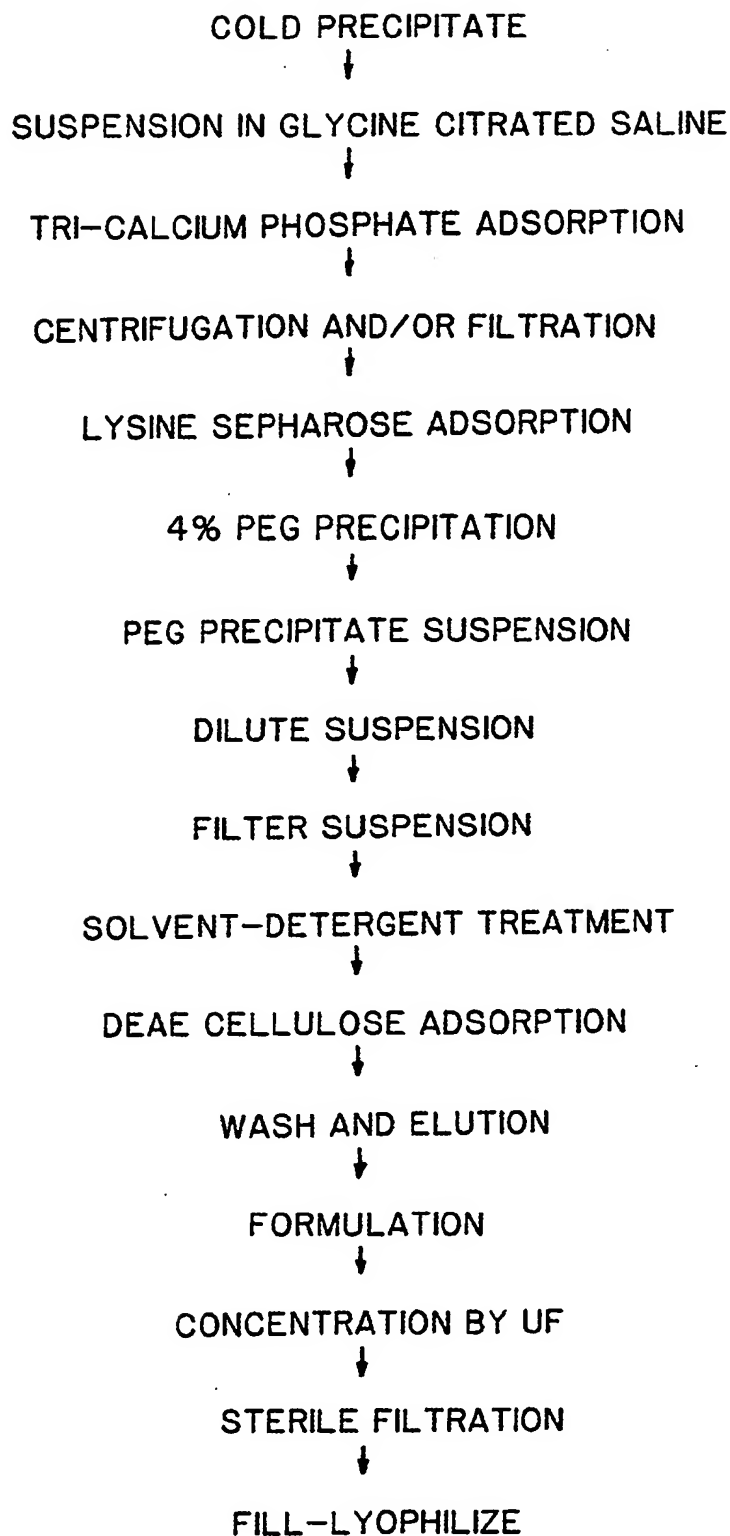 COLD PRECIPITATE
SUSPENSION IN GLYCINE CITRATED SALINE
TRI-CALCIUM PHOSPHATE ADSORPTION
CENTRIFUGATION AND/OR FILTRATION
LYSINE SEPHAROSE ADSORPTION
4% PEG PRECIPITATION
PEG PRECIPITATE SUSPENSION
DILUTE SUSPENSION
FILTER SUSPENSION
SOLVENT-DETERGENT TREATMENT
DEAE CELLULOSE ADSORPTION
WASH AND ELUTION
FORMULATION
CONCENTRATION BY UF
STERILE FILTRATION
FILL-LYOPHILIZE